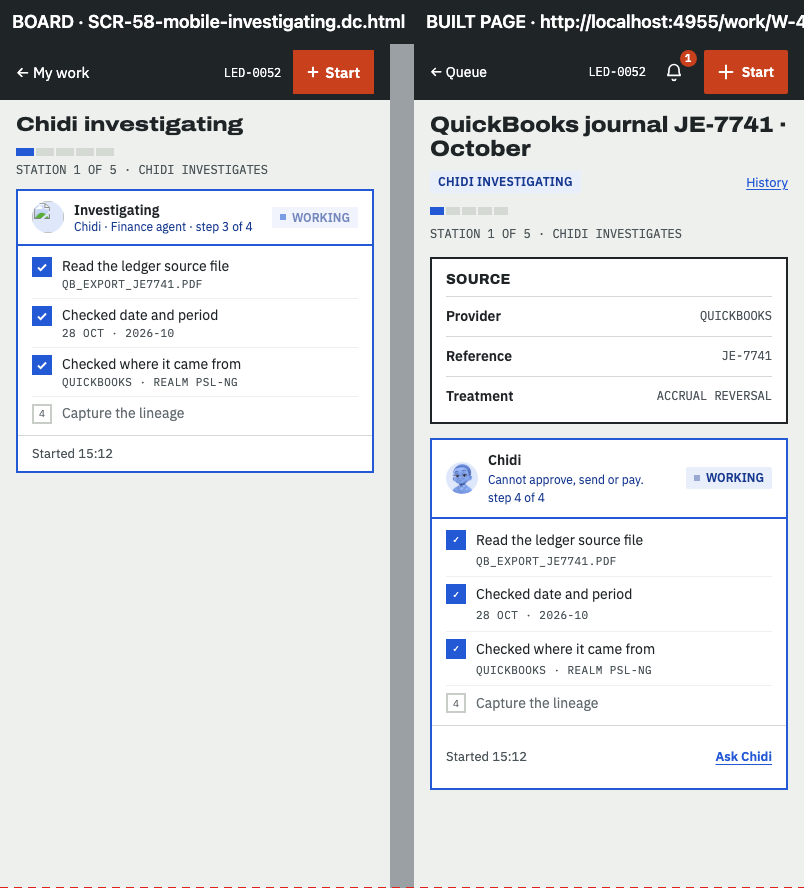 BOARD · SCR-58-mobile-investigating.dc.html
← My work
LED-0052
+ Start
Chidi investigating
STATION 1 OF 5 · CHIDI INVESTIGATES
Investigating
Chidi · Finance agent · step 3 of 4
WORKING
Read the ledger source file
QB_EXPORT_JE7741.PDF
Checked date and period
28 OCT · 2026-10
Checked where it came from
QUICKBOOKS · REALM PSL-NG
4 Capture the lineage
Started 15:12
BUILT PAGE · http://localhost:4955/work/W-4
← Queue
LED-0052
1
+ Start
QuickBooks journal JE-7741 ·
October
CHIDI INVESTIGATING
History
STATION 1 OF 5 · CHIDI INVESTIGATES
SOURCE
Provider QUICKBOOKS
Reference JE-7741
Treatment ACCRUAL REVERSAL
Chidi
Cannot approve, send or pay.
step 4 of 4
WORKING
✓ Read the ledger source file
QB_EXPORT_JE7741.PDF
✓ Checked date and period
28 OCT · 2026-10
✓ Checked where it came from
QUICKBOOKS · REALM PSL-NG
4 Capture the lineage
Started 15:12
Ask Chidi